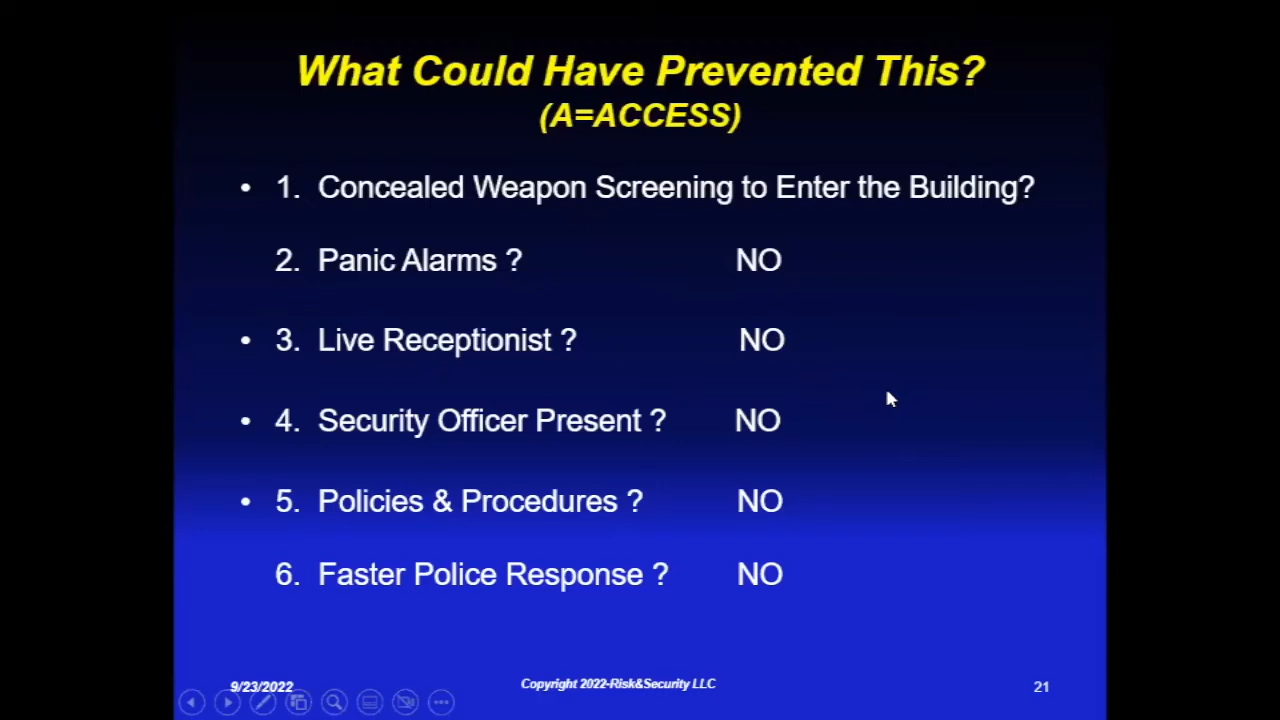 What Could Have Prevented This?
(A=ACCESS)
• 1. Concealed Weapon Screening to Enter the Building?
2. Panic Alarms ? NO
• 3. Live Receptionist ? NO
• 4. Security Officer Present ? NO
• 5. Policies & Procedures ? NO
6. Faster Police Response ? NO
9/23/2022 Copyright 2022-Risk&Security LLC 21